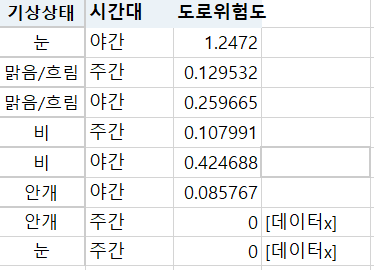 기상상태 시간대 도로위험도
눈 야간 1.2472
맑음/흐림 주간 0.129532
맑음/흐림 야간 0.259665
비 주간 0.107991
비 야간 0.424688
안개 야간 0.085767
안개 주간 0 [데이터x]
눈 주간 0 [데이터x]